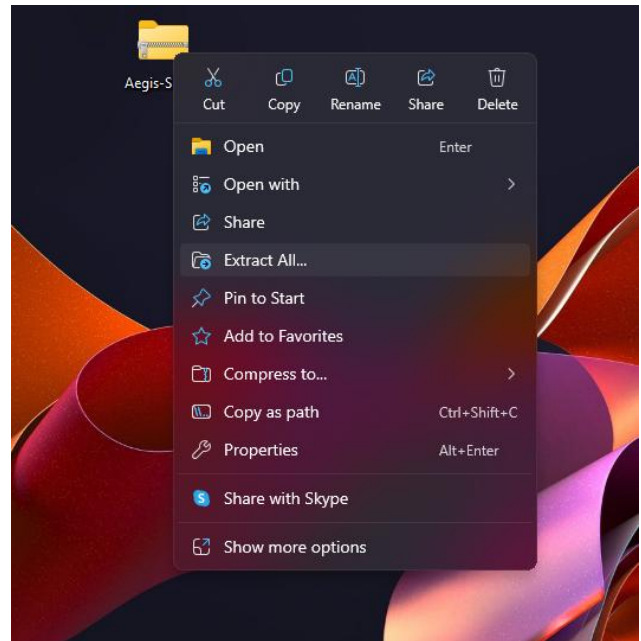 Aegis-S
Cut Copy Rename Share Delete
Open Enter
Open with
Share
Extract All...
Pin to Start
Add to Favorites
Compress to...
Copy as path Ctrl+Shift+C
Properties Alt+Enter
Share with Skype
Show more options